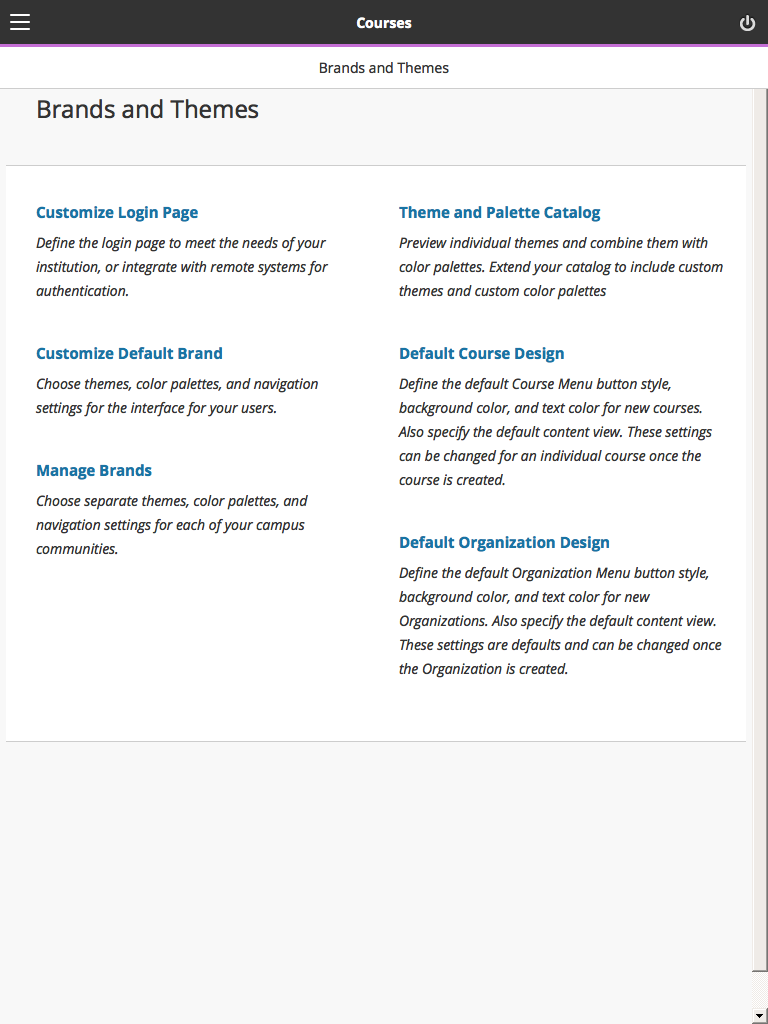 Courses
Brands and Themes
Brands and Themes
Customize Login Page
Define the login page to meet the needs of your
institution, or integrate with remote systems for
authentication.
Customize Default Brand
Choose themes, color palettes, and navigation
settings for the interface for your users.
Manage Brands
Choose separate themes, color palettes, and
navigation settings for each of your campus
communities.
Theme and Palette Catalog
Preview individual themes and combine them with
color palettes. Extend your catalog to include custom
themes and custom color palettes
Default Course Design
Define the default Course Menu button style,
background color, and text color for new courses.
Also specify the default content view. These settings
can be changed for an individual course once the
course is created.
Default Organization Design
Define the default Organization Menu button style,
background color, and text color for new
Organizations. Also specify the default content view.
These settings are defaults and can be changed once
the Organization is created.